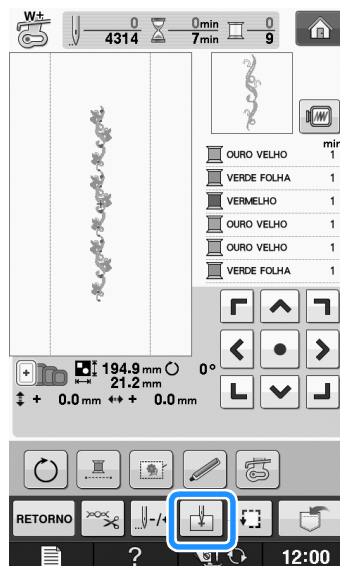 W±
0 0min 0
4314 7min 9
min
OURO VELHO 1
VERDE FOLHA 1
VERMELHO 1
OURO VELHO 1
OURO VELHO 1
VERDE FOLHA 1
194.9 mm 0°
21.2 mm
+ 0.0 mm + 0.0 mm
RETORNO -/+
? 12:00